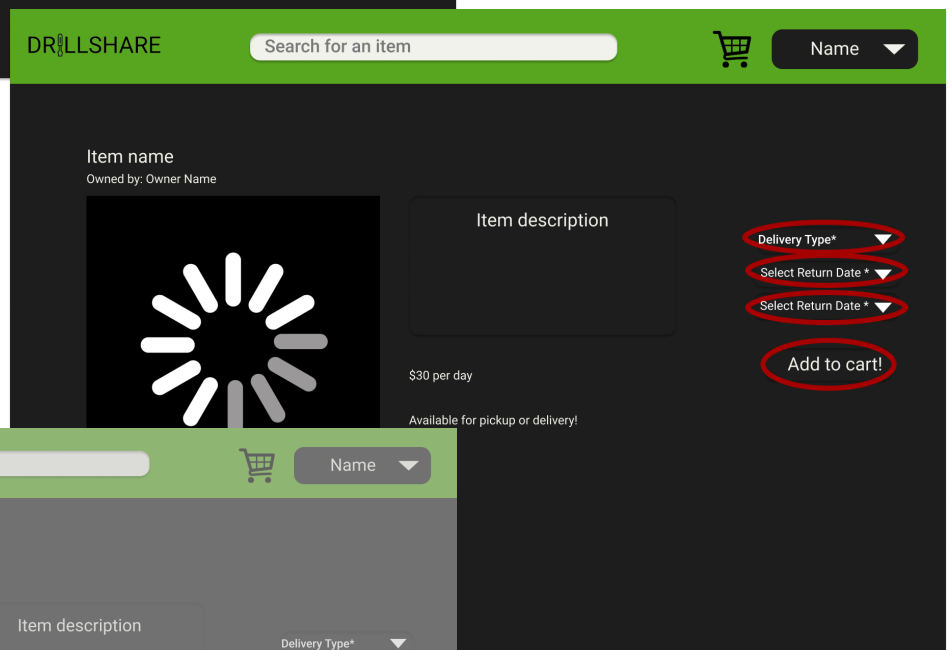 DRILLSHARE
Search for an item
Name
Item name
Owned by: Owner Name
Item description
Delivery Type*
Select Return Date *
Select Return Date *
Add to cart!
$30 per day
Available for pickup or delivery!
Name
Item description
Delivery Type*